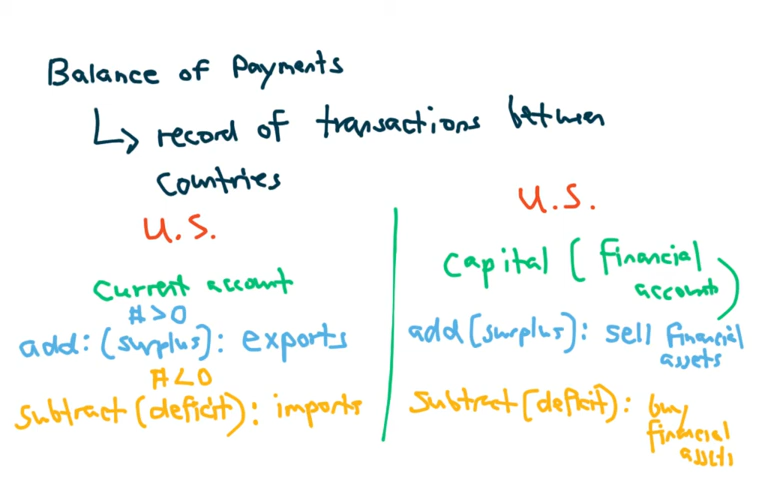 Balance of Payments
↳ record of transactions between
Countries
U.S.
Current account
# > 0
add: (surplus): exports
# < 0
subtract (deficit): imports
U.S.
Capital (financial
account)
add (surplus): sell financial
assets
subtract (deficit): buy
financial
assets